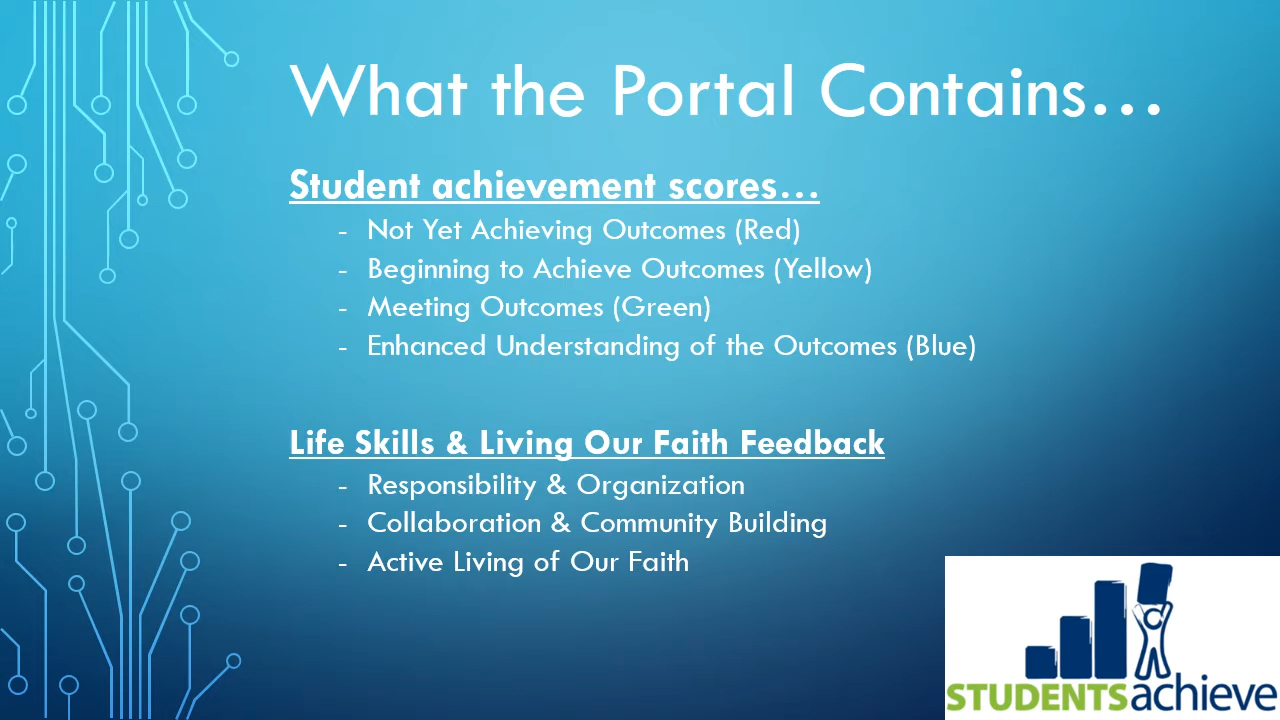 What the Portal Contains...
Student achievement scores...
- Not Yet Achieving Outcomes (Red)
- Beginning to Achieve Outcomes (Yellow)
- Meeting Outcomes (Green)
- Enhanced Understanding of the Outcomes (Blue)
Life Skills & Living Our Faith Feedback
- Responsibility & Organization
- Collaboration & Community Building
- Active Living of Our Faith
STUDENTSachieve